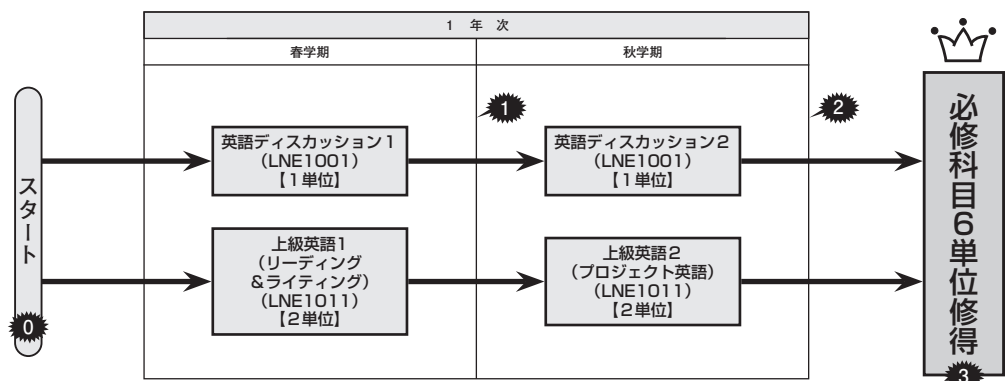 1 年 次
春学期
秋学期
スタート
0
英語ディスカッション1
(LNE1001)
【1単位】
1
英語ディスカッション2
(LNE1001)
【1単位】
2
上級英語1
(リーディング
&ライティング)
(LNE1011)
【2単位】
上級英語2
(プロジェクト英語)
(LNE1011)
【2単位】
必修科目6単位修得
3